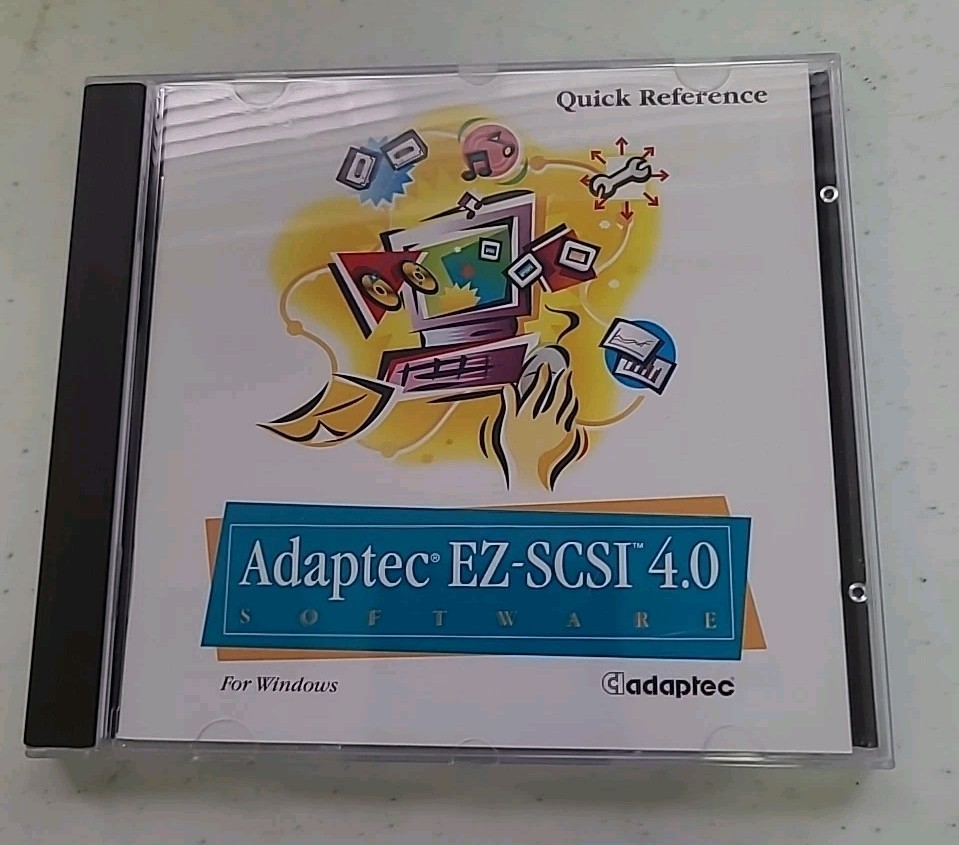 Quick Reference
Adaptec® EZ-SCSI™ 4.0
SOFTWARE
For Windows
adaptec®